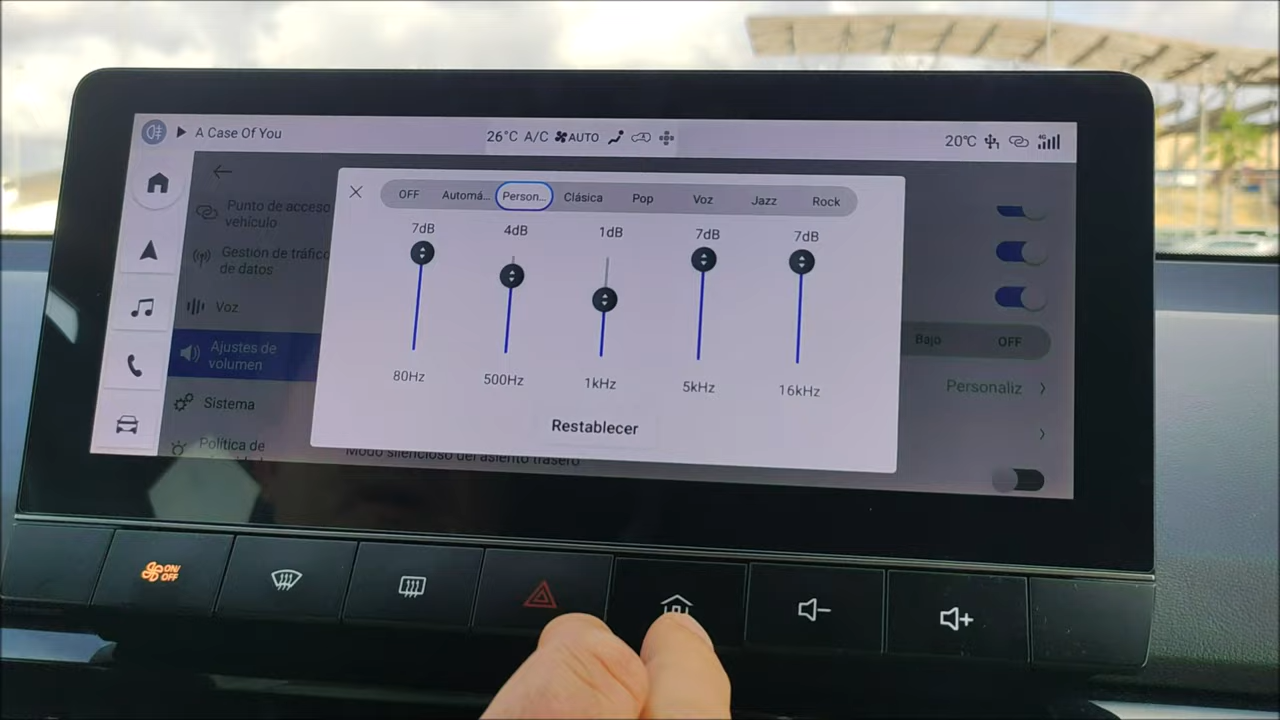 A Case Of You
26°C A/C AUTO
20°C
4G
OFF
Automá...
Person...
Clásica
Pop
Voz
Jazz
Rock
7dB
4dB
1dB
7dB
7dB
80Hz
500Hz
1kHz
5kHz
16kHz
Restablecer
Punto de acceso
vehículo
Gestión de tráfico
de datos
Voz
Ajustes de
volumen
Sistema
Política de
Bajo
OFF
Personaliz
Modo silencioso del asiento trasero
ON/
OFF